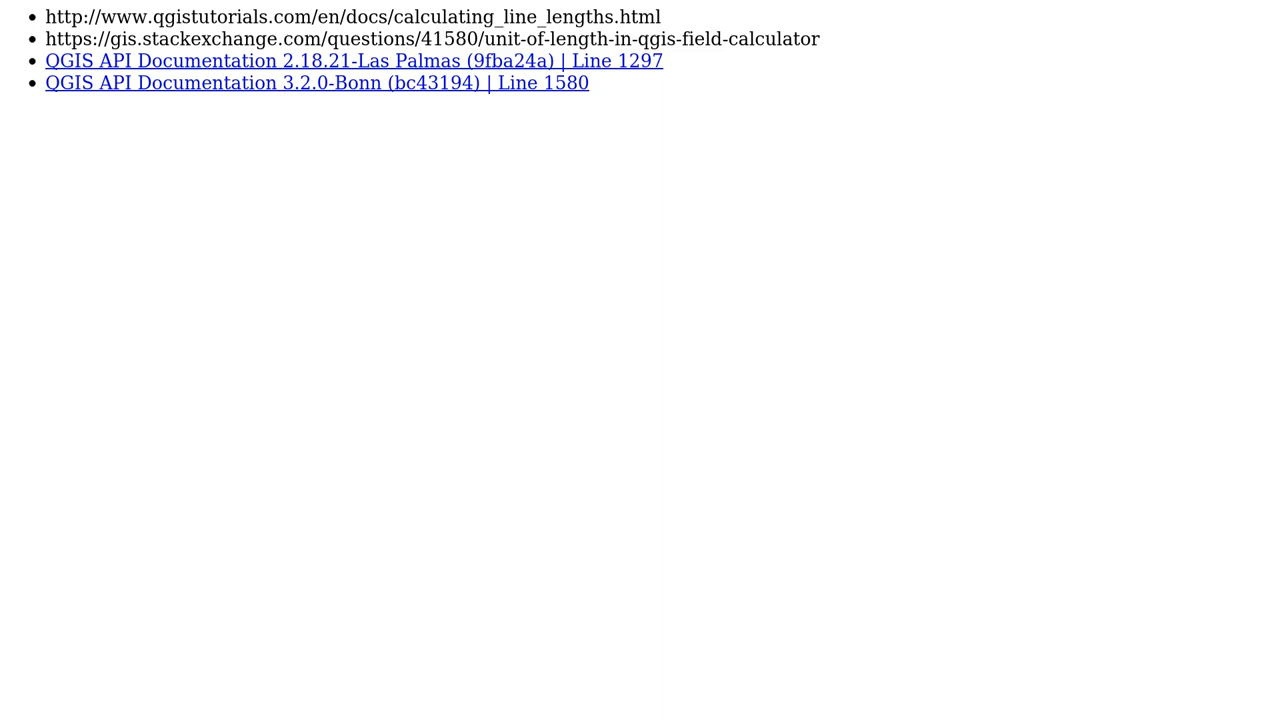 • http://www.qgistutorials.com/en/docs/calculating_line_lengths.html
• https://gis.stackexchange.com/questions/41580/unit-of-length-in-qgis-field-calculator
• QGIS API Documentation 2.18.21-Las Palmas (9fba24a) | Line 1297
• QGIS API Documentation 3.2.0-Bonn (bc43194) | Line 1580